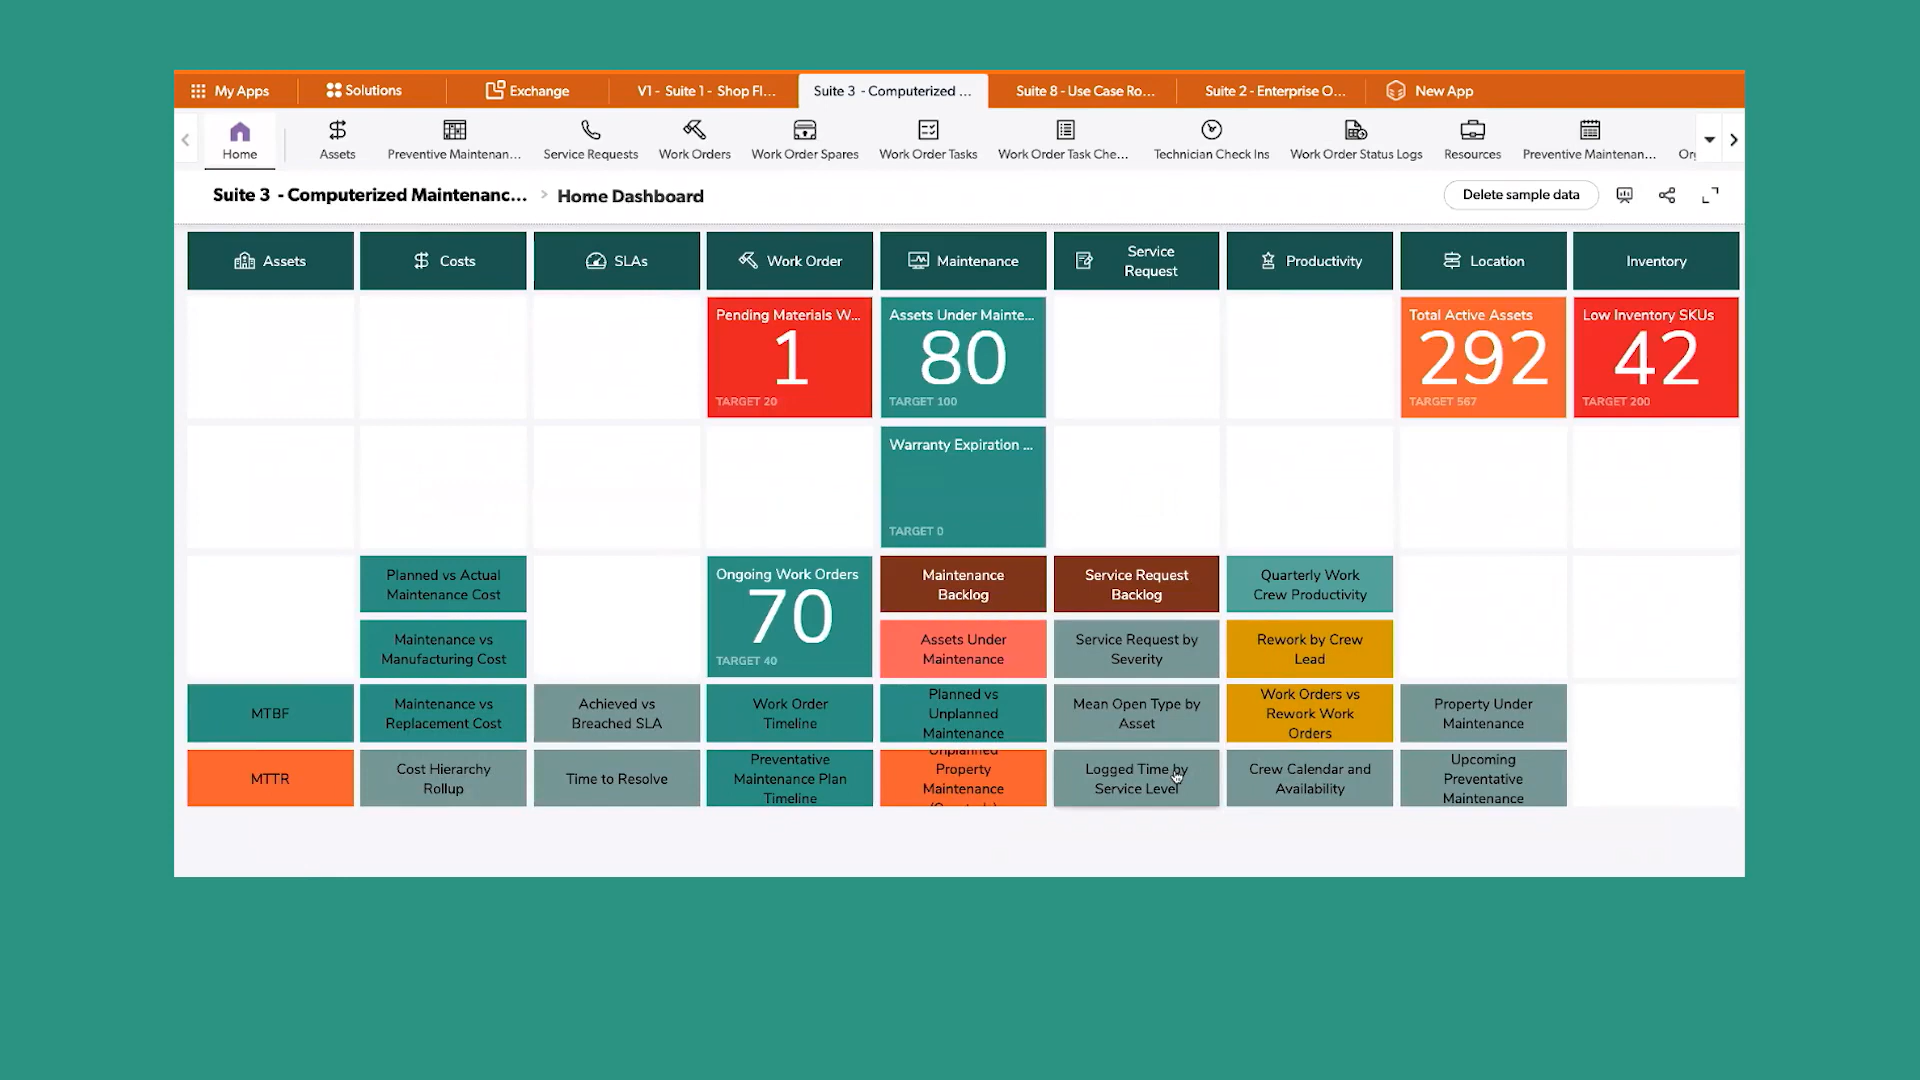 My Apps
Solutions
Exchange
V1 - Suite 1 - Shop Fl...
Suite 3 - Computerized ...
Suite 8 - Use Case Ro...
Suite 2 - Enterprise O...
New App
Home
Assets
Preventive Maintenan...
Service Requests
Work Orders
Work Order Spares
Work Order Tasks
Work Order Task Che...
Technician Check Ins
Work Order Status Logs
Resources
Preventive Maintenan...
Suite 3 - Computerized Maintenanc...
Home Dashboard
Delete sample data
Assets
Costs
SLAs
Work Order
Maintenance
Service
Request
Productivity
Location
Inventory
Pending Materials W...
1
TARGET 20
Assets Under Mainte...
80
TARGET 100
Total Active Assets
292
TARGET 567
Low Inventory SKUs
42
TARGET 200
Warranty Expiration ...
TARGET 0
Planned vs Actual
Maintenance Cost
Maintenance vs
Manufacturing Cost
Ongoing Work Orders
70
TARGET 40
Maintenance
Backlog
Assets Under
Maintenance
Service Request
Backlog
Service Request by
Severity
Quarterly Work
Crew Productivity
Rework by Crew
Lead
MTBF
Maintenance vs
Replacement Cost
Achieved vs
Breached SLA
Work Order
Timeline
Planned vs
Unplanned
Maintenance
Mean Open Type by
Asset
Work Orders vs
Rework Work
Orders
Property Under
Maintenance
MTTR
Cost Hierarchy
Rollup
Time to Resolve
Preventative
Maintenance Plan
Timeline
Unplanned
Property
Maintenance
Logged Time by
Service Level
Crew Calendar and
Availability
Upcoming
Preventative
Maintenance